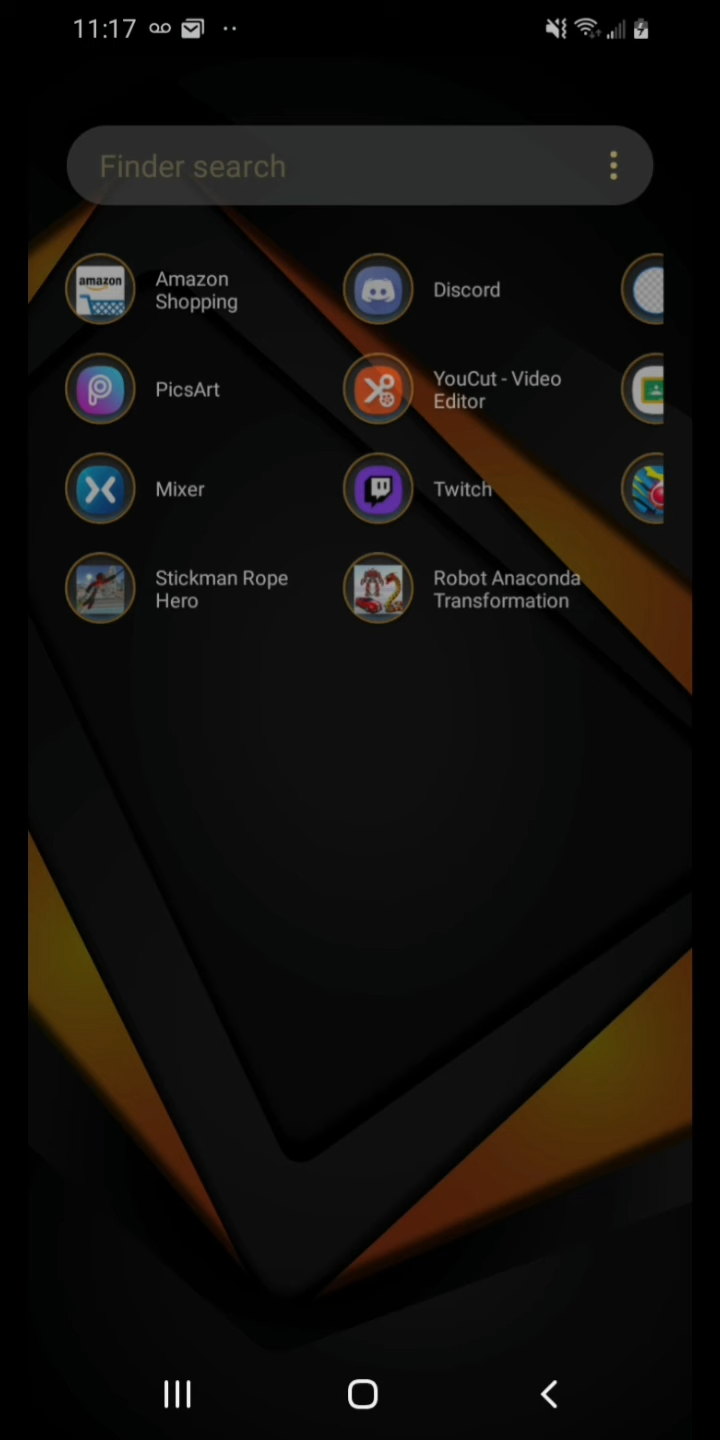 11:17
Finder search
amazon
Amazon
Shopping
Discord
PicsArt
YouCut - Video
Editor
Mixer
Twitch
Stickman Rope
Hero
Robot Anaconda
Transformation